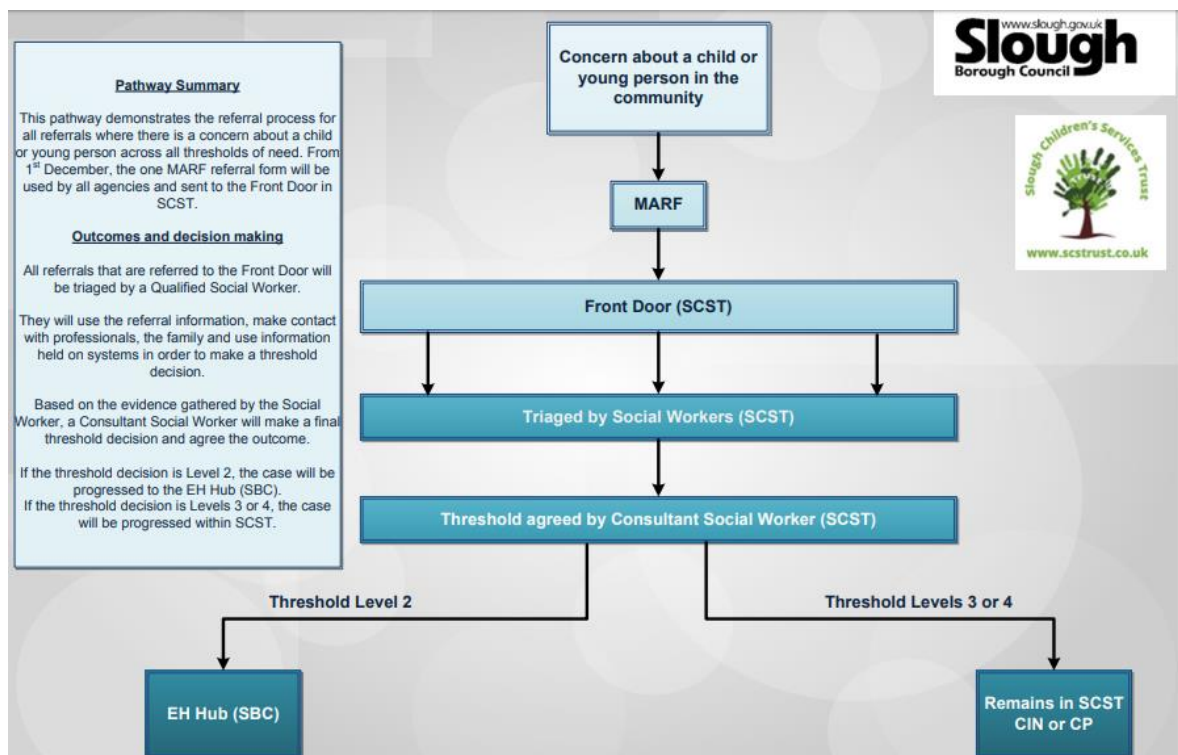 Pathway Summary
This pathway demonstrates the referral process for
all referrals where there is a concern about a child
or young person across all thresholds of need. From
1st December, the one MARF referral form will be
used by all agencies and sent to the Front Door in
SCST.
Outcomes and decision making
All referrals that are referred to the Front Door will
be triaged by a Qualified Social Worker.
They will use the referral information, make contact
with professionals, the family and use information
held on systems in order to make a threshold
decision.
Based on the evidence gathered by the Social
Worker, a Consultant Social Worker will make a final
threshold decision and agree the outcome.
If the threshold decision is Level 2, the case will be
progressed to the EH Hub (SBC).
If the threshold decision is Levels 3 or 4, the case
will be progressed within SCST.
Concern about a child or
young person in the
community
www.slough.gov.uk
Slough
Borough Council
Slough Children's Services Trust
www.scstrust.co.uk
MARF
Front Door (SCST)
Triaged by Social Workers (SCST)
Threshold agreed by Consultant Social Worker (SCST)
Threshold Level 2
Threshold Levels 3 or 4
EH Hub (SBC)
Remains in SCST
CIN or CP